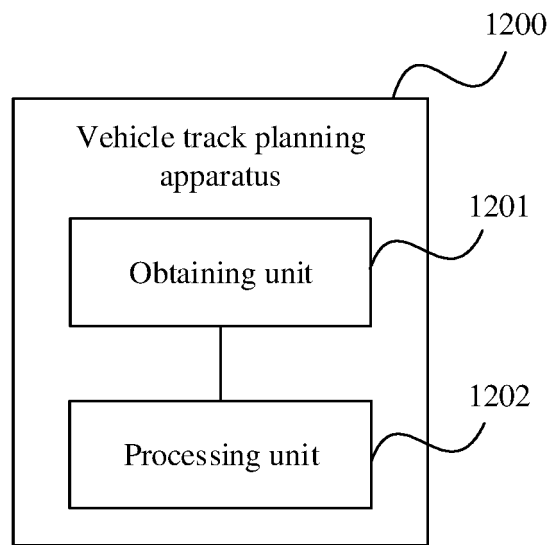 1200
Vehicle track planning
apparatus
1201
Obtaining unit
1202
Processing unit